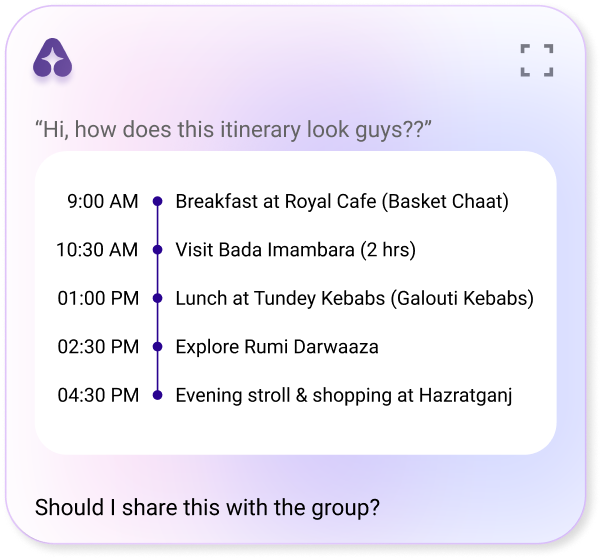 “Hi, how does this itinerary look guys??”
9:00 AM Breakfast at Royal Cafe (Basket Chaat)
10:30 AM Visit Bada Imambara (2 hrs)
01:00 PM Lunch at Tundey Kebabs (Galouti Kebabs)
02:30 PM Explore Rumi Darwaaza
04:30 PM Evening stroll & shopping at Hazratganj
Should I share this with the group?